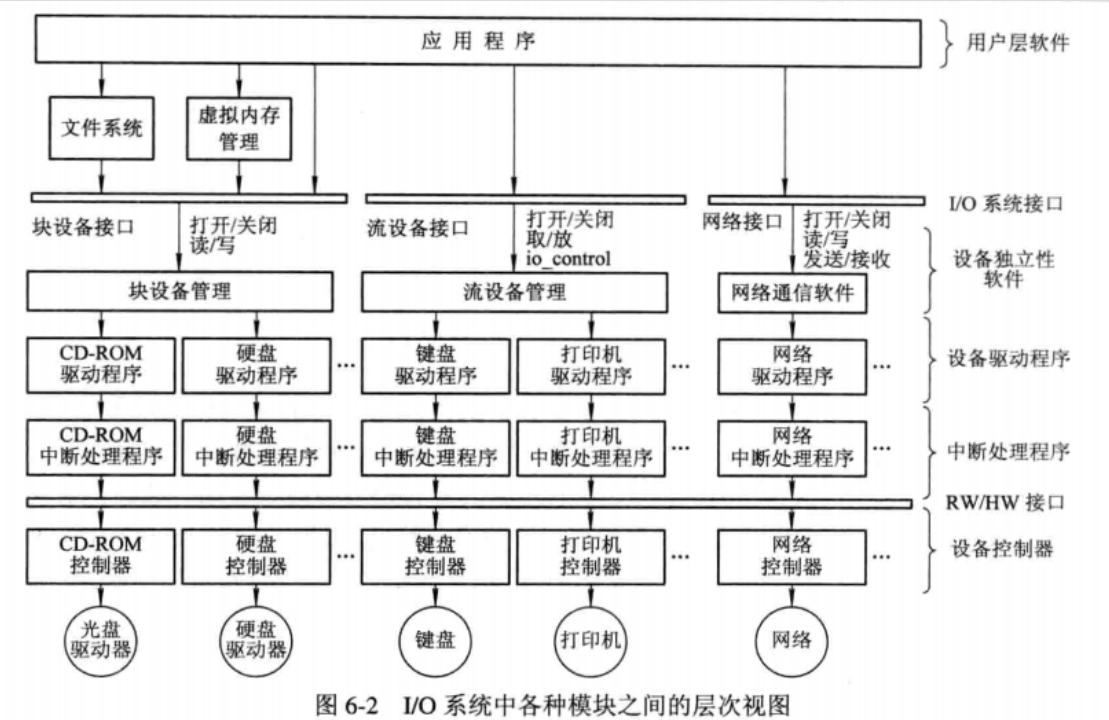 应用程序
用户层软件
文件系统
虚拟内存
管理
I/O 系统接口
块设备接口
打开/关闭
读/写
流设备接口
打开/关闭
取/放
io_control
网络接口
打开/关闭
读/写
发送/接收
设备独立性
软件
块设备管理
流设备管理
网络通信软件
CD-ROM
驱动程序
硬盘
驱动程序
...
键盘
驱动程序
打印机
驱动程序
...
网络
驱动程序
...
设备驱动程序
CD-ROM
中断处理程序
硬盘
中断处理程序
...
键盘
中断处理程序
打印机
中断处理程序
...
网络
中断处理程序
...
中断处理程序
RW/HW 接口
CD-ROM
控制器
硬盘
控制器
...
键盘
控制器
打印机
控制器
...
网络
控制器
...
设备控制器
光盘
驱动器
硬盘
驱动器
键盘
打印机
网络
图 6-2 I/O 系统中各种模块之间的层次视图